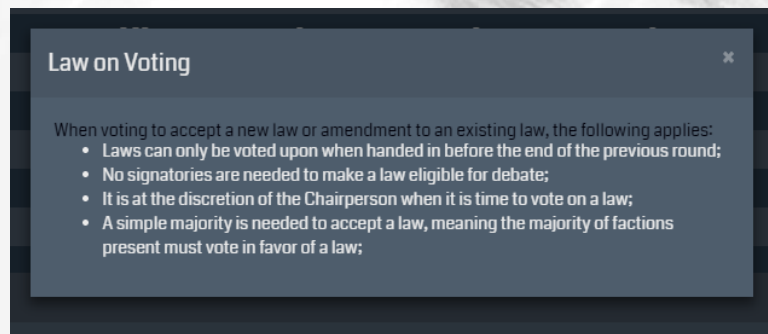 Law on Voting
×
When voting to accept a new law or amendment to an existing law, the following applies:
• Laws can only be voted upon when handed in before the end of the previous round;
• No signatories are needed to make a law eligible for debate;
• It is at the discretion of the Chairperson when it is time to vote on a law;
• A simple majority is needed to accept a law, meaning the majority of factions
present must vote in favor of a law;